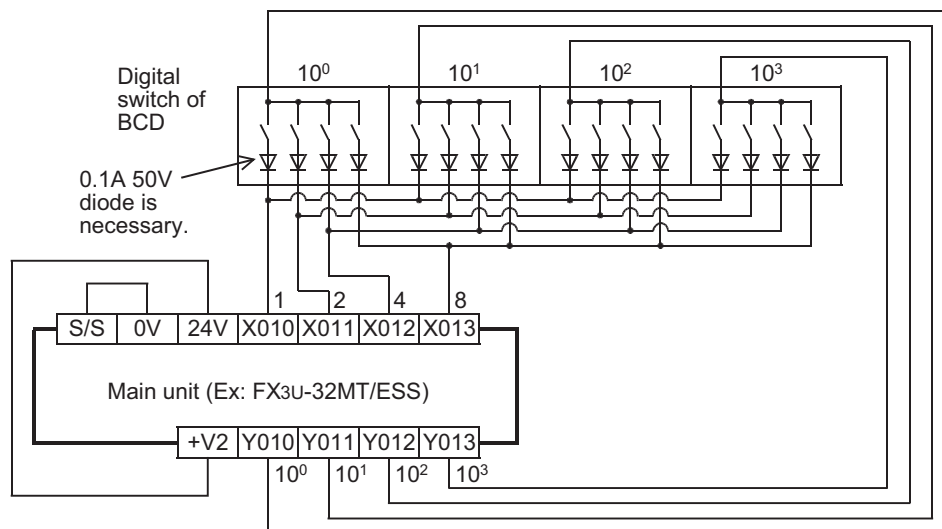 10⁰ 10¹ 10² 10³
Digital
switch of
BCD
0.1A 50V
diode is
necessary.
1 2 4 8
S/S 0V 24V X010 X011 X012 X013
Main unit (Ex: FX3U-32MT/ESS)
+V2 Y010 Y011 Y012 Y013
10⁰ 10¹ 10² 10³